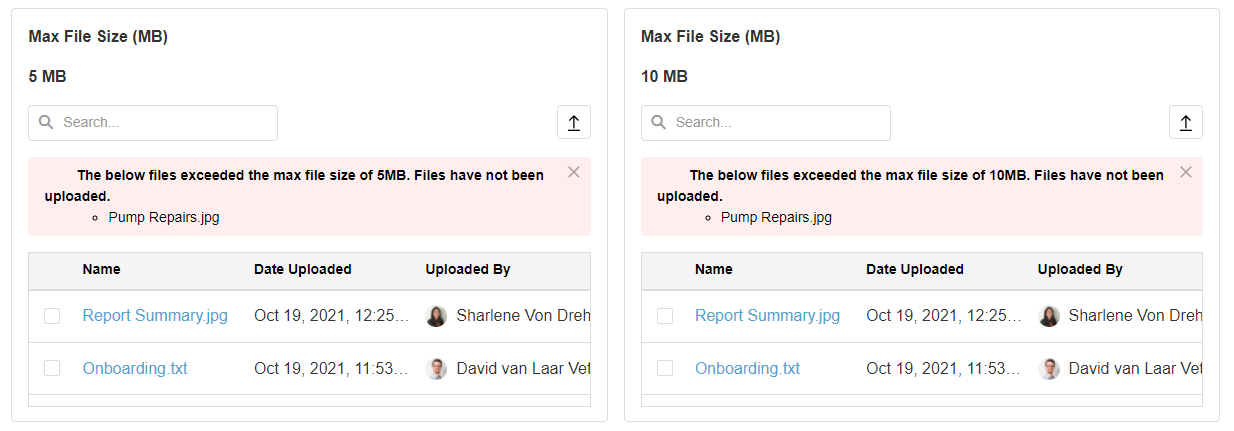 Max File Size (MB)
5 MB
Search...
The below files exceeded the max file size of 5MB. Files have not been
uploaded.
Pump Repairs.jpg
Name Date Uploaded Uploaded By
Report Summary.jpg Oct 19, 2021, 12:25... Sharlene Von Dreh
Onboarding.txt Oct 19, 2021, 11:53... David van Laar Vet
Max File Size (MB)
10 MB
Search...
The below files exceeded the max file size of 10MB. Files have not been
uploaded.
Pump Repairs.jpg
Name Date Uploaded Uploaded By
Report Summary.jpg Oct 19, 2021, 12:25... Sharlene Von Dreh
Onboarding.txt Oct 19, 2021, 11:53... David van Laar Vet